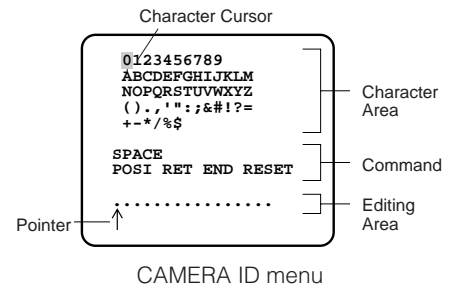 Character Cursor
0123456789
ABCDEFGHIJKLM
NOPQRSTUVWXYZ
().,'":;&#!?=
+-*/%$
Character
Area
SPACE
POSI RET END RESET
Command
................
Editing
Area
Pointer
CAMERA ID menu